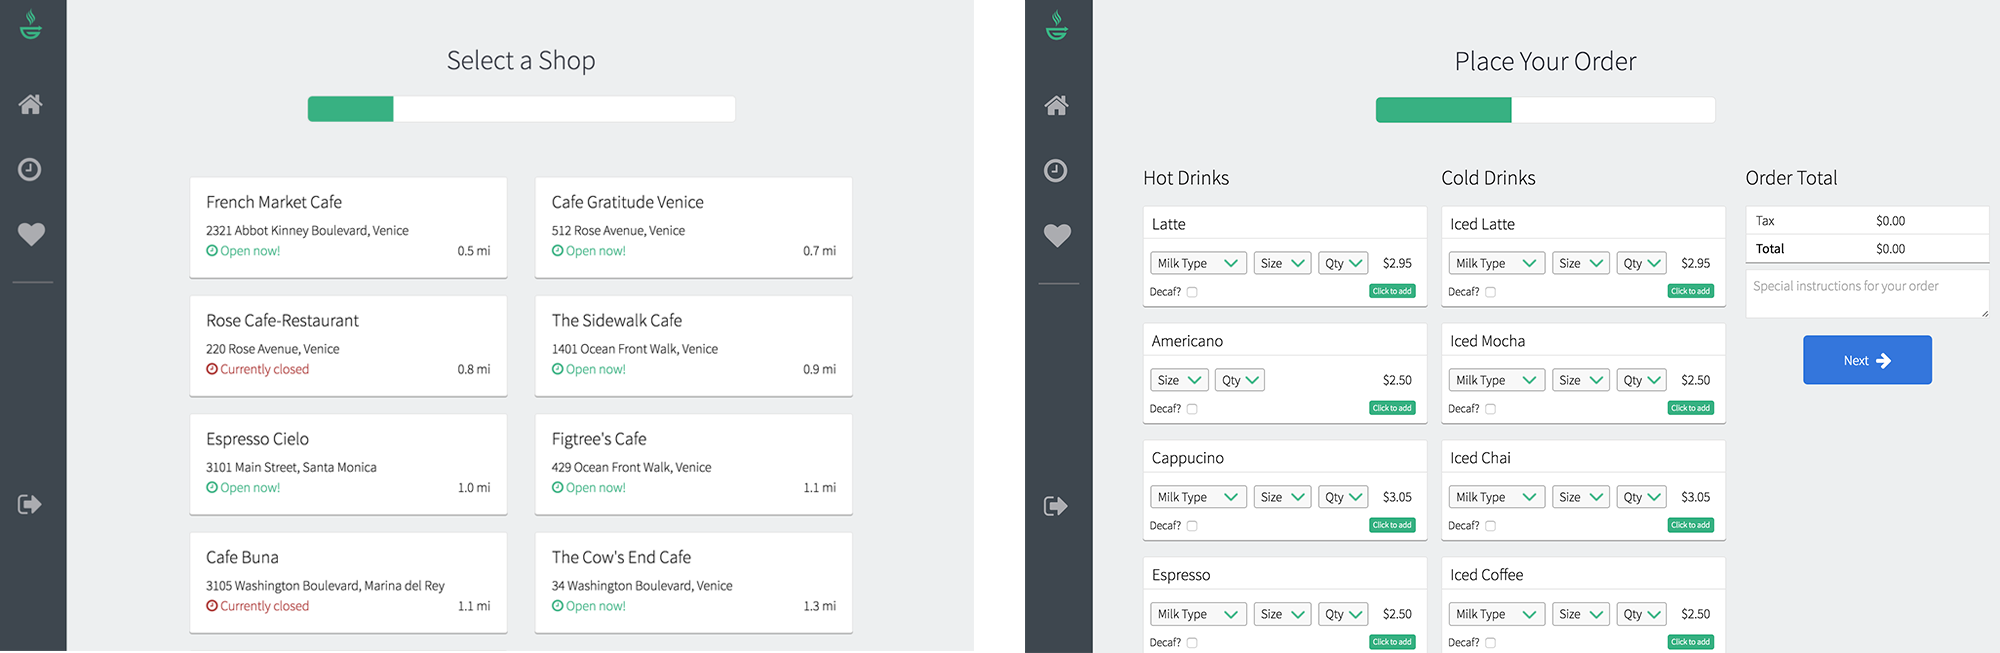 Select a Shop
French Market Cafe
2321 Abbot Kinney Boulevard, Venice
Open now! 0.5 mi
Cafe Gratitude Venice
512 Rose Avenue, Venice
Open now! 0.7 mi
Rose Cafe-Restaurant
220 Rose Avenue, Venice
Currently closed 0.8 mi
The Sidewalk Cafe
1401 Ocean Front Walk, Venice
Open now! 0.9 mi
Espresso Cielo
3101 Main Street, Santa Monica
Open now! 1.0 mi
Figtree's Cafe
429 Ocean Front Walk, Venice
Open now! 1.1 mi
Cafe Buna
3105 Washington Boulevard, Marina del Rey
Currently closed 1.1 mi
The Cow's End Cafe
34 Washington Boulevard, Venice
Open now! 1.3 mi
Place Your Order
Hot Drinks
Latte
Milk Type Size Qty $2.95
Decaf? Click to add
Americano
Size Qty $2.50
Decaf? Click to add
Cappucino
Milk Type Size Qty $3.05
Decaf? Click to add
Espresso
Milk Type Size Qty $2.50
Decaf? Click to add
Cold Drinks
Iced Latte
Milk Type Size Qty $2.95
Decaf? Click to add
Iced Mocha
Milk Type Size Qty $2.50
Decaf? Click to add
Iced Chai
Milk Type Size Qty $3.05
Decaf? Click to add
Iced Coffee
Milk Type Size Qty $2.50
Decaf? Click to add
Order Total
Tax $0.00
Total $0.00
Special instructions for your order
Next